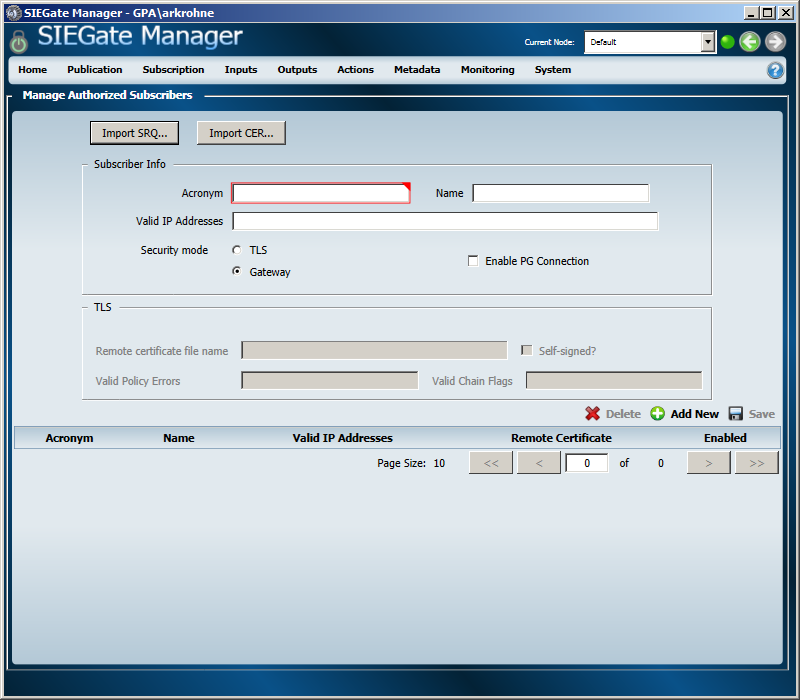 SIEGate Manager - GPA\arkrohne
SIEGate Manager
Current Node: Default
Home Publication Subscription Inputs Outputs Actions Metadata Monitoring System
?
Manage Authorized Subscribers
Import SRQ... Import CER...
Subscriber Info
Acronym Name
Valid IP Addresses
Security mode TLS
Enable PG Connection
Gateway
TLS
Remote certificate file name Self-signed?
Valid Policy Errors Valid Chain Flags
Delete Add New Save
Acronym Name Valid IP Addresses Remote Certificate Enabled
Page Size: 10 << < 0 of 0 > >>